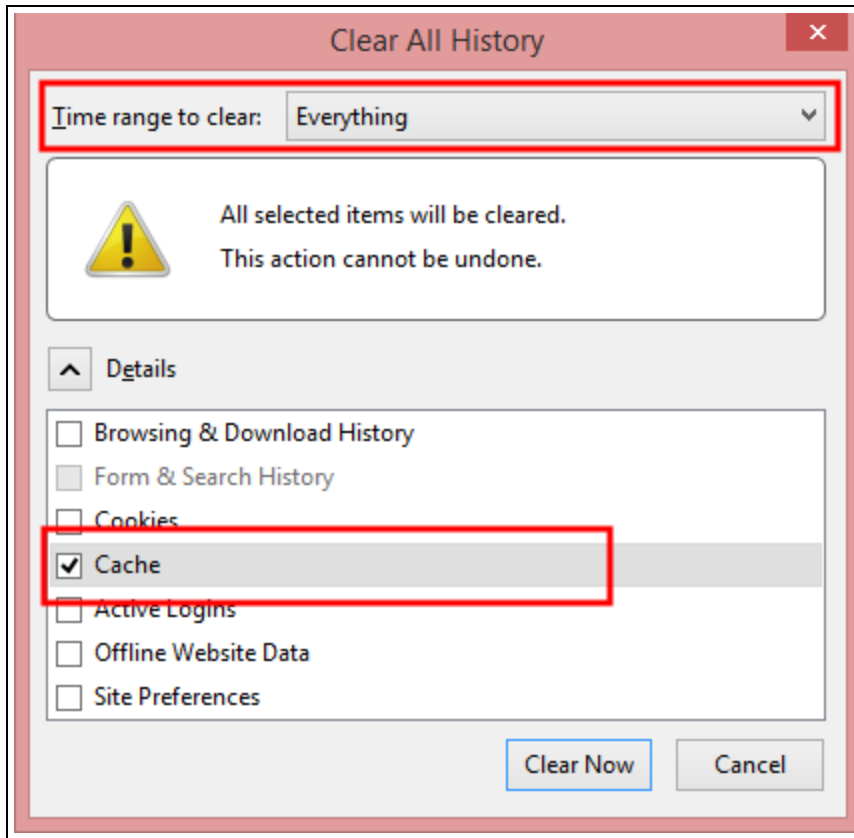 Clear All History
Time range to clear: Everything
All selected items will be cleared.
This action cannot be undone.
Details
Browsing & Download History
Form & Search History
Cookies
Cache
Active Logins
Offline Website Data
Site Preferences
Clear Now Cancel